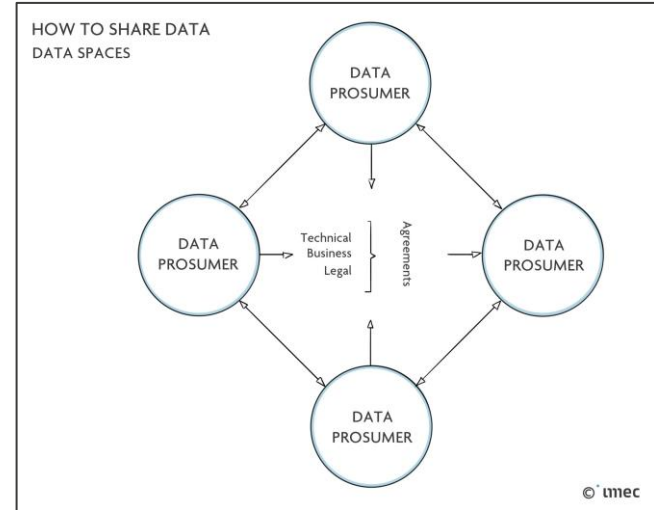 HOW TO SHARE DATA
DATA SPACES
DATA
PROSUMER
DATA
PROSUMER
Technical
Business
Legal
Agreements
DATA
PROSUMER
DATA
PROSUMER
© imec